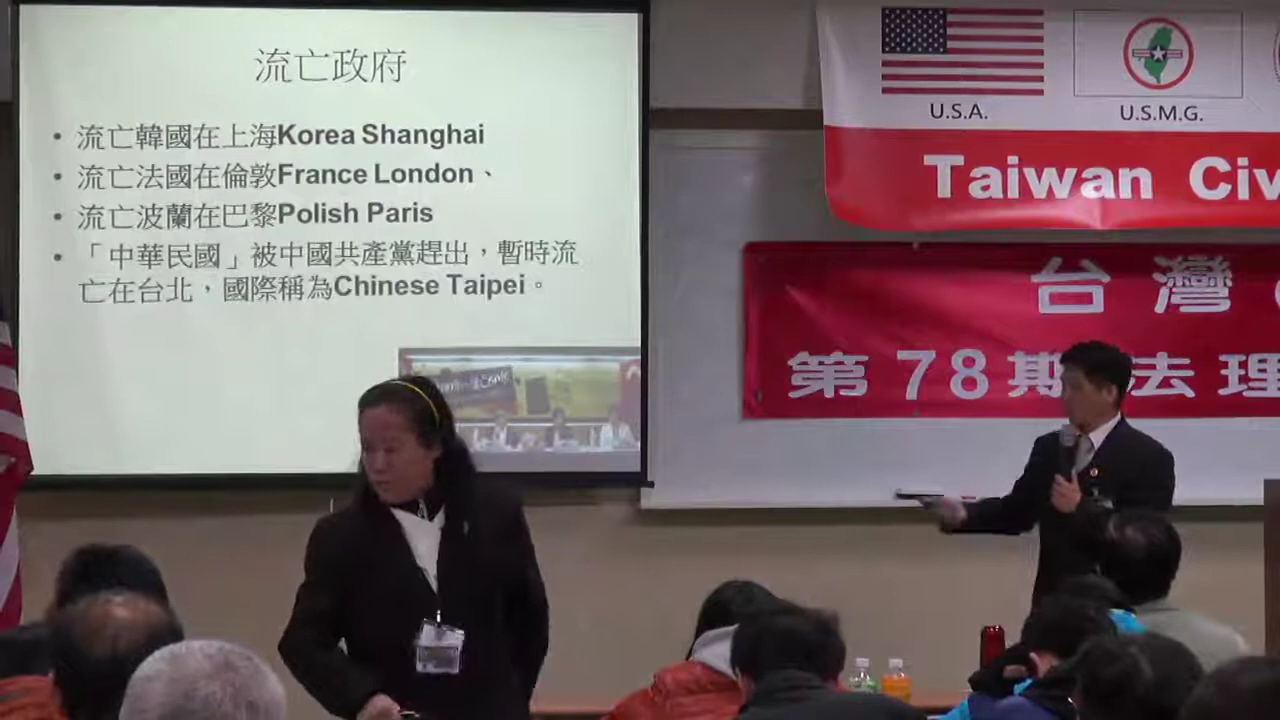 流亡政府
• 流亡韓國在上海Korea Shanghai
• 流亡法國在倫敦France London、
• 流亡波蘭在巴黎Polish Paris
• 「中華民國」被中國共產黨趕出，暫時流
亡在台北，國際稱為Chinese Taipei。
U.S.A.
U.S.M.G.
Taiwan Civ
台灣
第78期法理